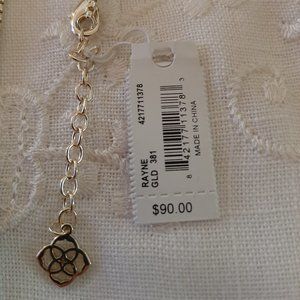 4217711378
RAYNE
GLD 381
8 42177 11378 3
MADE IN CHINA
$90.00